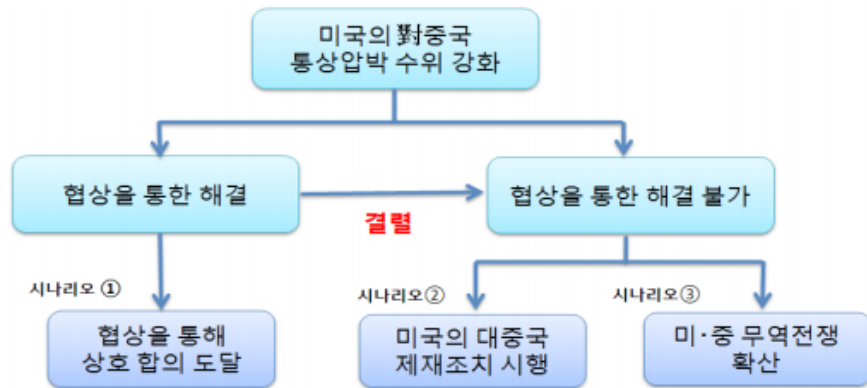 미국의 對중국
통상압박 수위 강화
협상을 통한 해결
결렬
협상을 통한 해결 불가
시나리오 ①
시나리오②
시나리오③
협상을 통해
상호 합의 도달
미국의 대중국
제재조치 시행
미·중 무역전쟁
확산